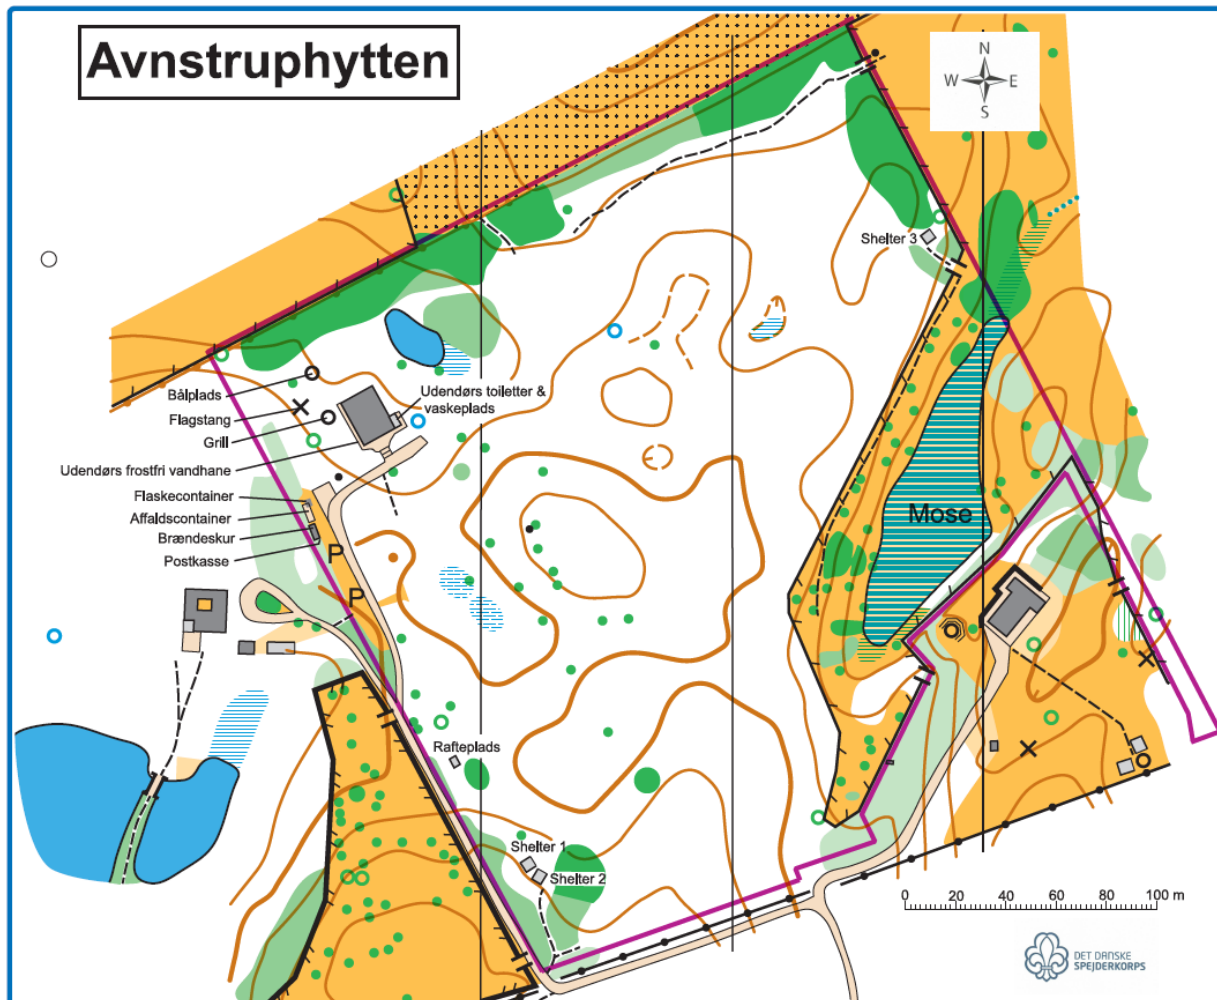 Avnstruphytten
N
W E
S
Shelter 3
Bålplads
Flagstang
Grill
Udendørs toiletter &
vaskeplads
Udendørs frostfri vandhane
Flaskecontainer
Affaldscontainer
Brændeskur
Postkasse
P
P
Mose
Rafteplads
Shelter 1
Shelter 2
0 20 40 60 80 100 m
DET DANSKE
SPEJDERKORPS